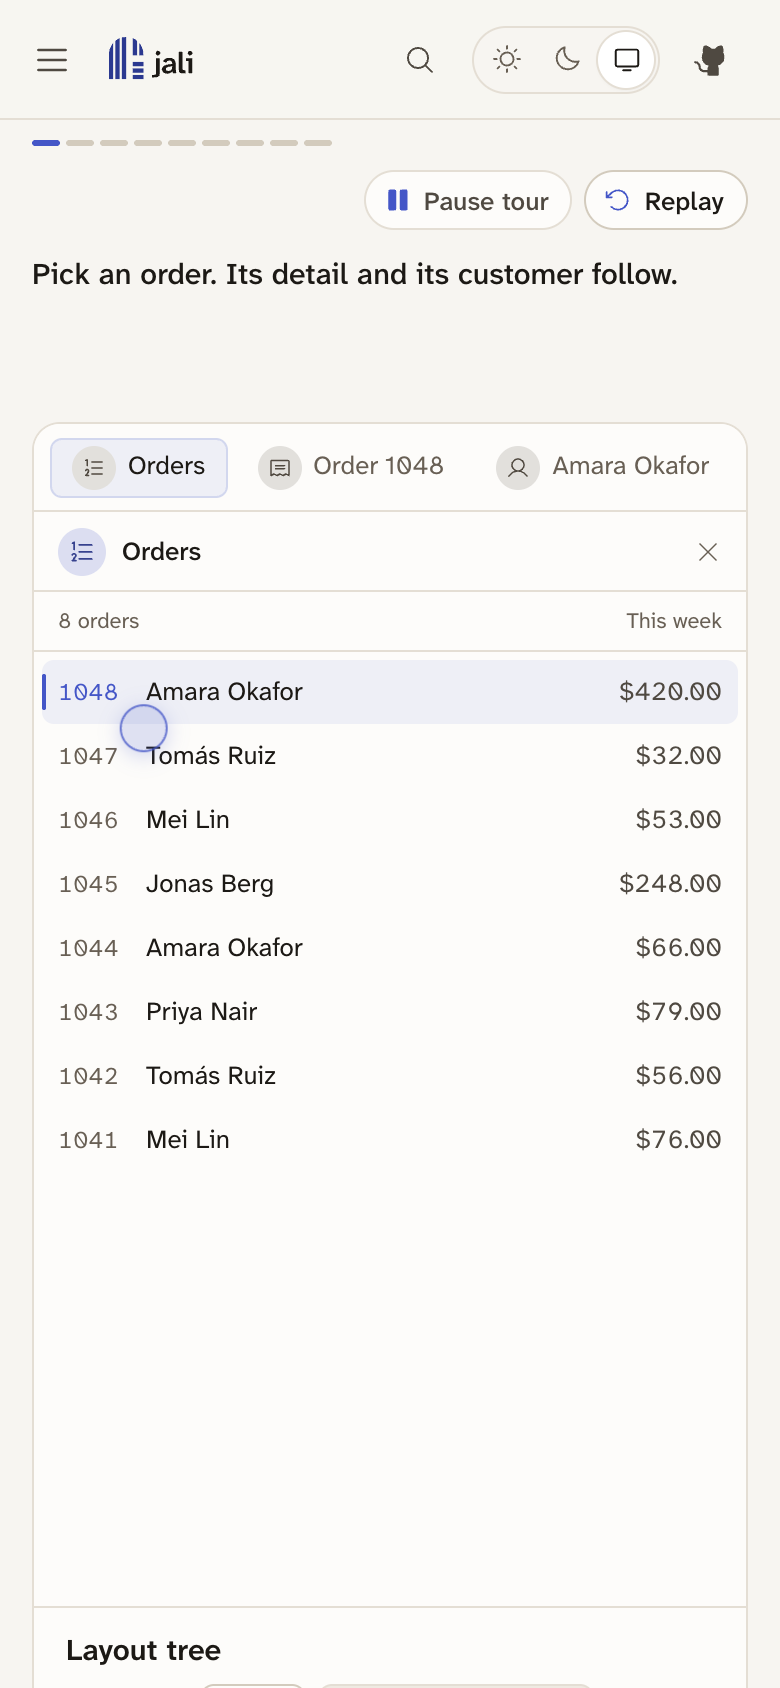 jali
Pause tour
Replay
Pick an order. Its detail and its customer follow.
Orders
Order 1048
Amara Okafor
Orders
8 orders
This week
1048 Amara Okafor $420.00
1047 Tomás Ruiz $32.00
1046 Mei Lin $53.00
1045 Jonas Berg $248.00
1044 Amara Okafor $66.00
1043 Priya Nair $79.00
1042 Tomás Ruiz $56.00
1041 Mei Lin $76.00
Layout tree